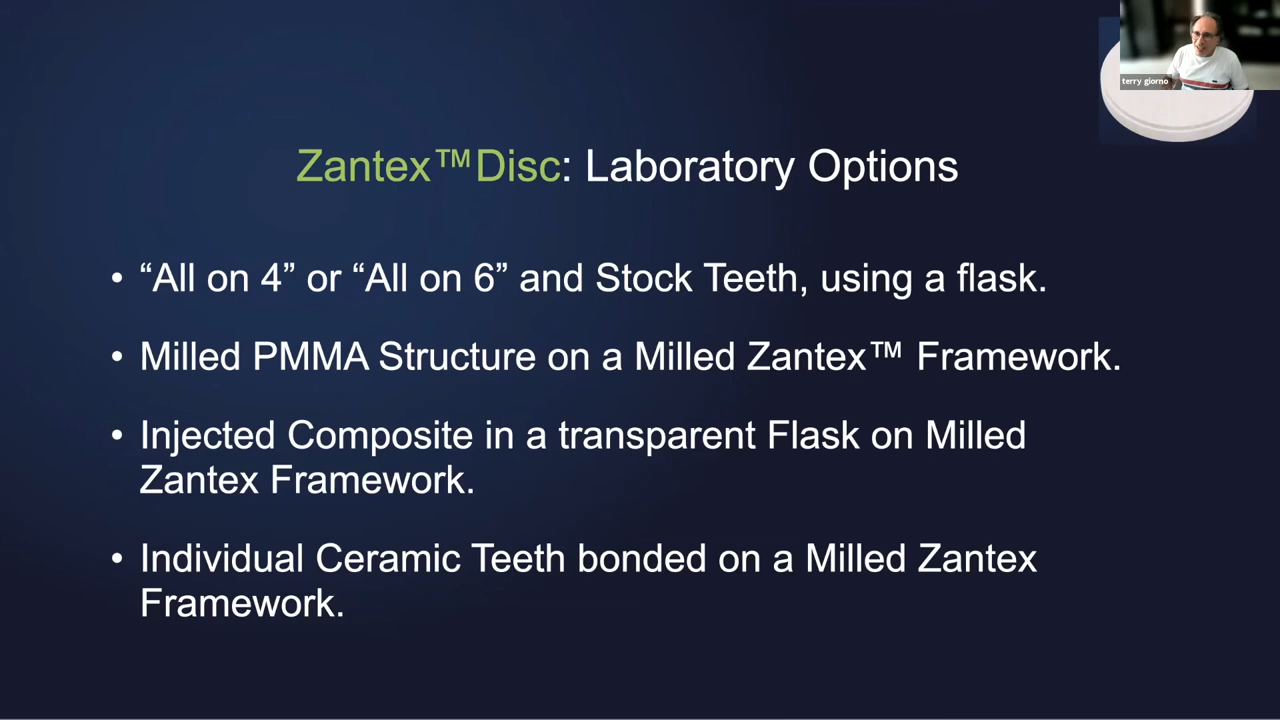 terry giorno
Zantex™Disc: Laboratory Options
• “All on 4” or “All on 6” and Stock Teeth, using a flask.
• Milled PMMA Structure on a Milled Zantex™ Framework.
• Injected Composite in a transparent Flask on Milled
Zantex Framework.
• Individual Ceramic Teeth bonded on a Milled Zantex
Framework.